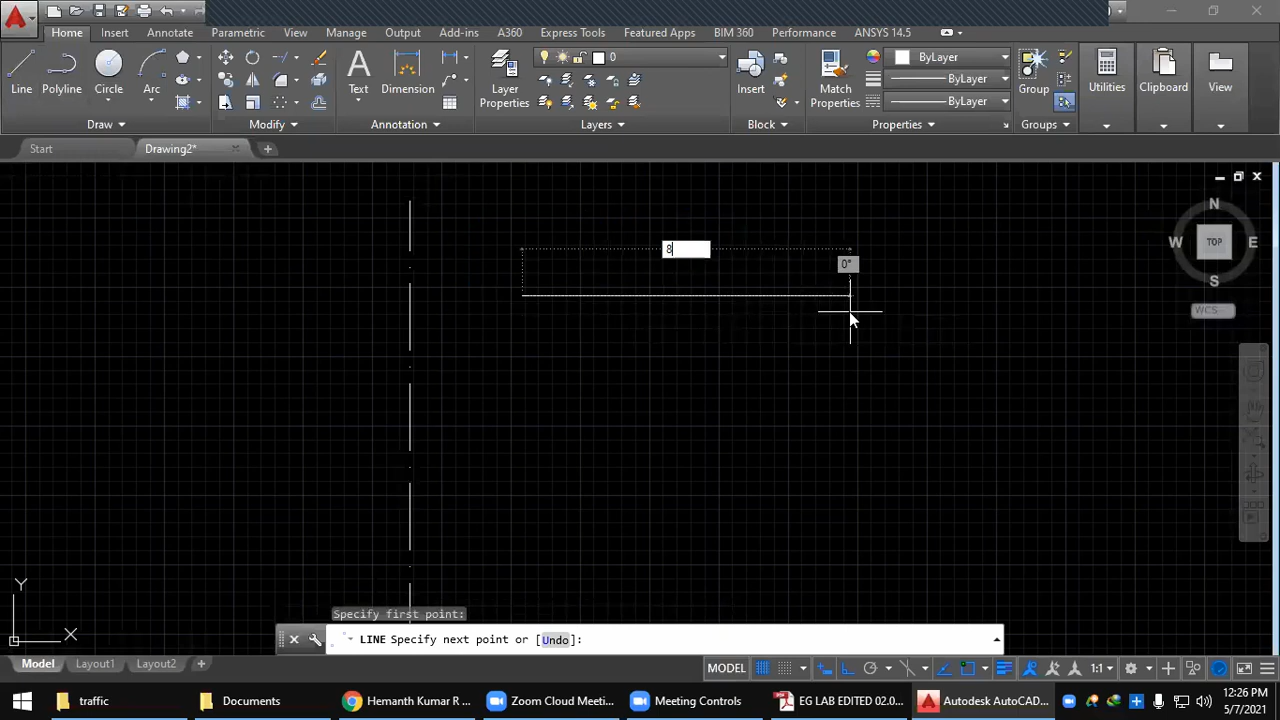 Home Insert Annotate Parametric View Manage Output Add-ins A360 Express Tools Featured Apps BIM 360 Performance ANSYS 14.5
0 ByLayer
ByLayer
ByLayer
Line Polyline Circle Arc Text Dimension Layer Properties Insert Match Properties Group Utilities Clipboard View
Draw Modify Annotation Layers Block Properties Groups
Start Drawing2*
N
W TOP E
S
WCS
8
0°
Y
X
Specify first point:
LINE Specify next point or [Undo]:
Model Layout1 Layout2 MODEL 1:1
traffic Documents Hemanth Kumar R ... Zoom Cloud Meeti... Meeting Controls EG LAB EDITED 02.0... Autodesk AutoCAD...
12:26 PM
5/7/2021